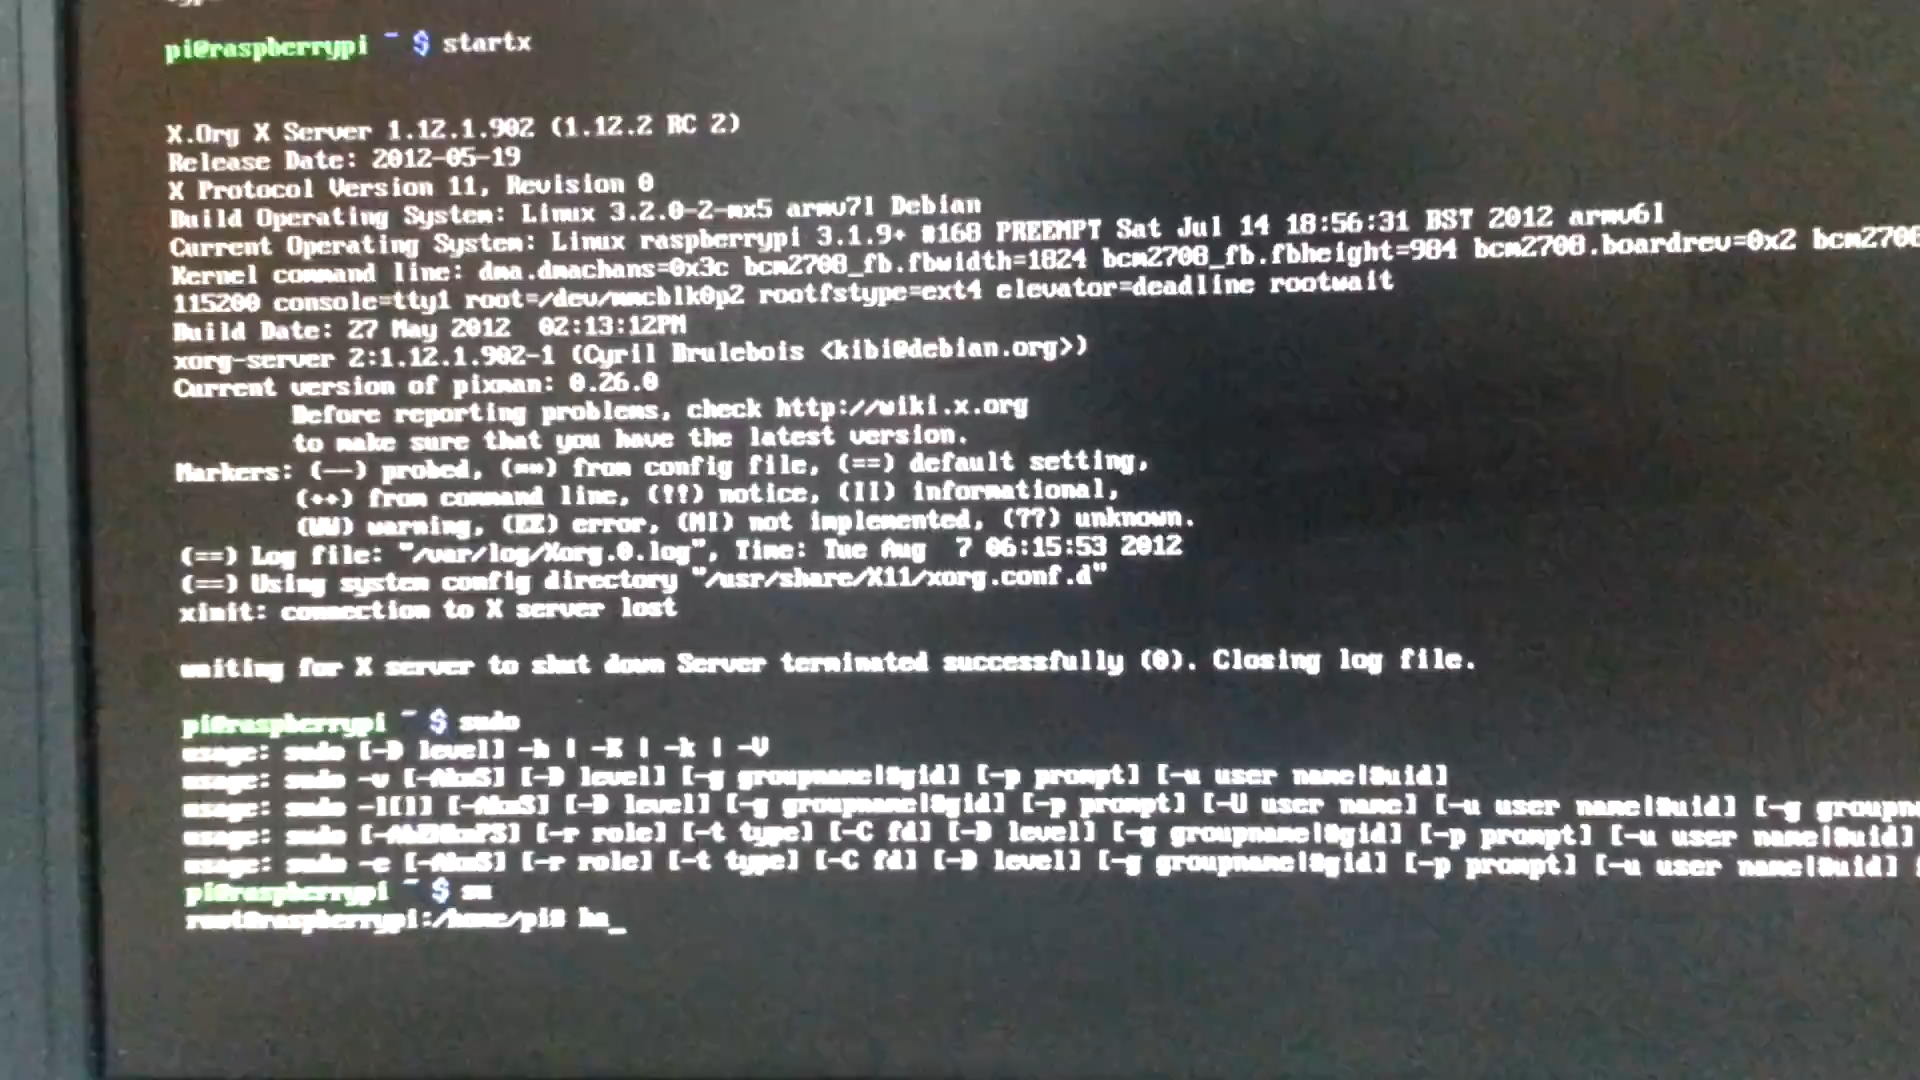 pi@raspberrypi ~ $ startx
X.Org X Server 1.12.1.902 (1.12.2 RC 2)
Release Date: 2012-05-19
X Protocol Version 11, Revision 0
Build Operating System: Linux 3.2.0-2-mx5 armv7l Debian
Current Operating System: Linux raspberrypi 3.1.9+ #168 PREEMPT Sat Jul 14 18:56:31 BST 2012 armv6l
Kernel command line: dma.dmachans=0x3c bcm2708_fb.fbwidth=1824 bcm2708_fb.fbheight=984 bcm2708.boardrev=0x2 bcm2708
115200 console=tty1 root=/dev/mmcblk0p2 rootfstype=ext4 elevator=deadline rootwait
Build Date: 27 May 2012  02:13:12PM
xorg-server 2:1.12.1.902-1 (Cyril Brulebois <kibi@debian.org>)
Current version of pixman: 0.26.0
Before reporting problems, check http://wiki.x.org
to make sure that you have the latest version.
Markers: (--) probed, (**) from config file, (==) default setting,
(++) from command line, (!!) notice, (II) informational,
(WW) warning, (EE) error, (NI) not implemented, (??) unknown.
(==) Log file: "/var/log/Xorg.0.log", Time: Tue Aug  7 06:15:53 2012
(==) Using system config directory "/usr/share/X11/xorg.conf.d"
xinit: connection to X server lost
waiting for X server to shut down Server terminated successfully (0). Closing log file.
pi@raspberrypi ~ $ sudo
usage: sudo [-D level] -h | -K | -k | -V
usage: sudo -v [-AknS] [-D level] [-g groupname|#gid] [-p prompt] [-u user name|#uid]
usage: sudo -l[l] [-AknS] [-D level] [-g groupname|#gid] [-p prompt] [-U user name] [-u user name|#uid] [-g groupn
usage: sudo [-AbEHknPS] [-r role] [-t type] [-C fd] [-D level] [-g groupname|#gid] [-p prompt] [-u user name|#uid]
usage: sudo -e [-AknS] [-r role] [-t type] [-C fd] [-D level] [-g groupname|#gid] [-p prompt] [-u user name|#uid]
pi@raspberrypi ~ $ su
root@raspberrypi:/home/pi# ha_